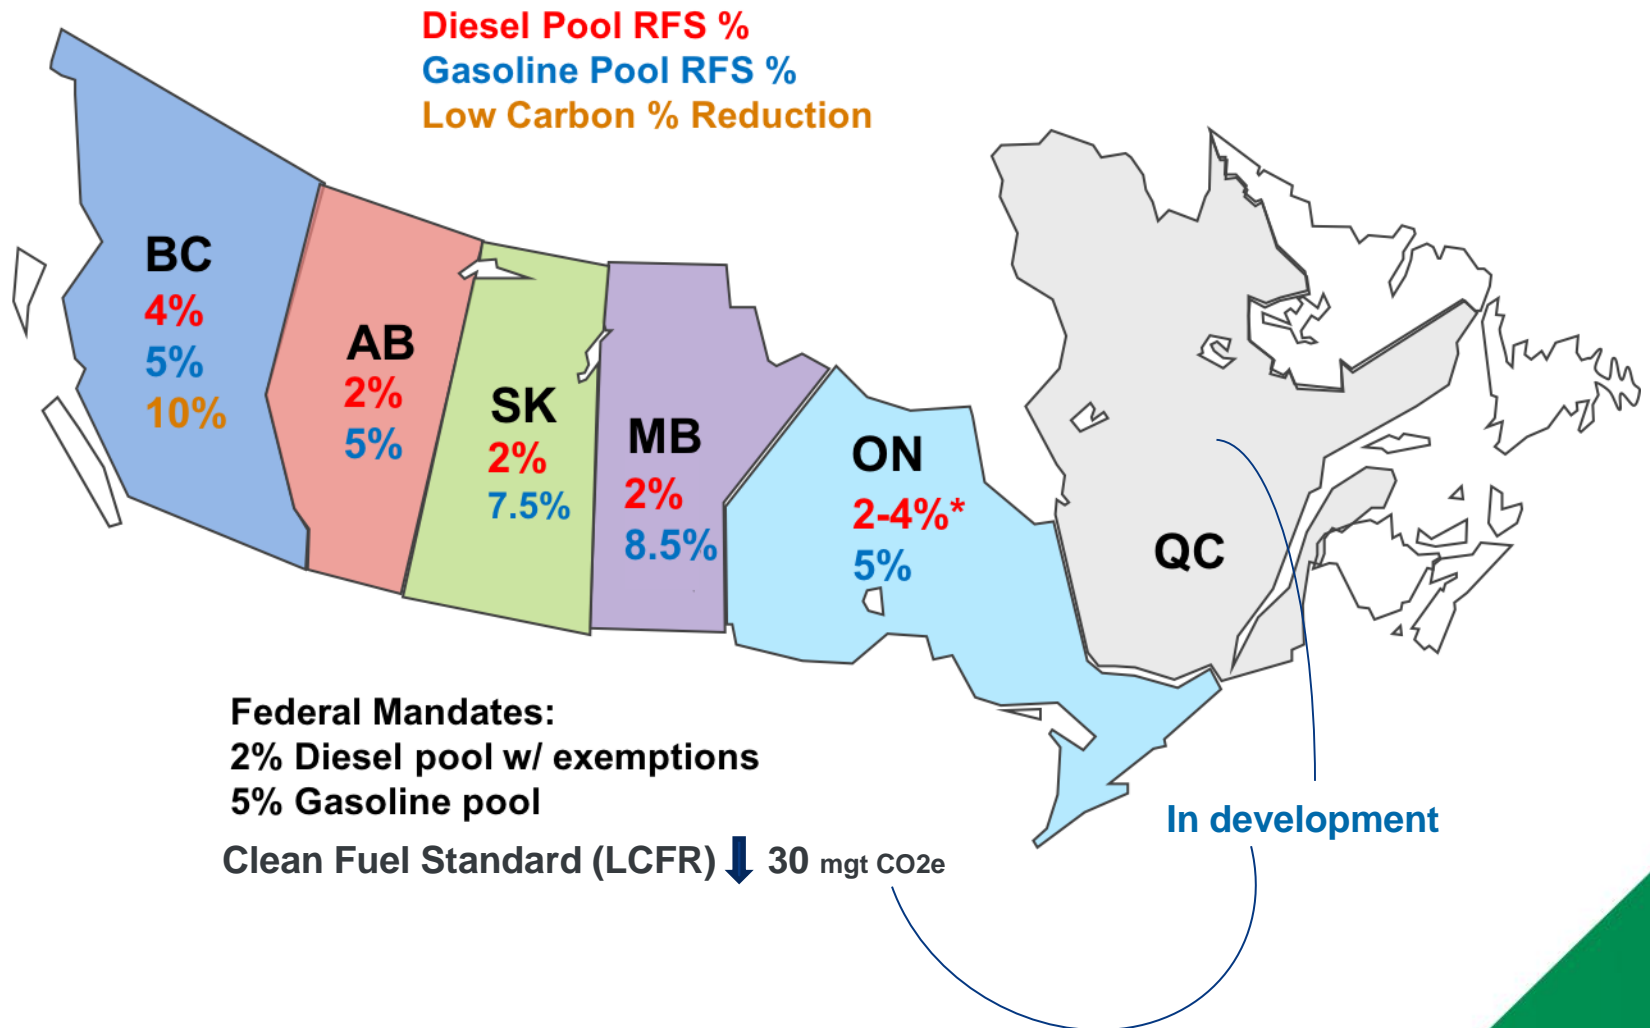 Diesel Pool RFS %
Gasoline Pool RFS %
Low Carbon % Reduction
BC
4%
5%
10%
AB
2%
5%
SK
2%
7.5%
MB
2%
8.5%
ON
2-4%*
5%
QC
Federal Mandates:
2% Diesel pool w/ exemptions
5% Gasoline pool
Clean Fuel Standard (LCFR) 30 mgt CO2e
In development